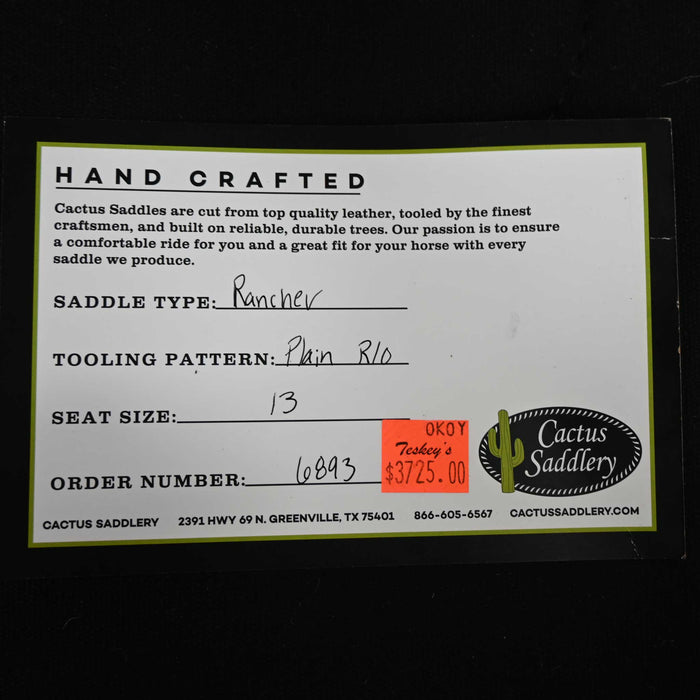 HAND CRAFTED
Cactus Saddles are cut from top quality leather, tooled by the finest
craftsmen, and built on reliable, durable trees. Our passion is to ensure
a comfortable ride for you and a great fit for your horse with every
saddle we produce.
SADDLE TYPE: Rancher
TOOLING PATTERN: Plain R/O
SEAT SIZE: 13
ORDER NUMBER: 6893
OKOY
Teskey's
$3725.00
Cactus
Saddlery
CACTUS SADDLERY 2391 HWY 69 N. GREENVILLE, TX 75401 866-605-6567 CACTUSSADDLERY.COM